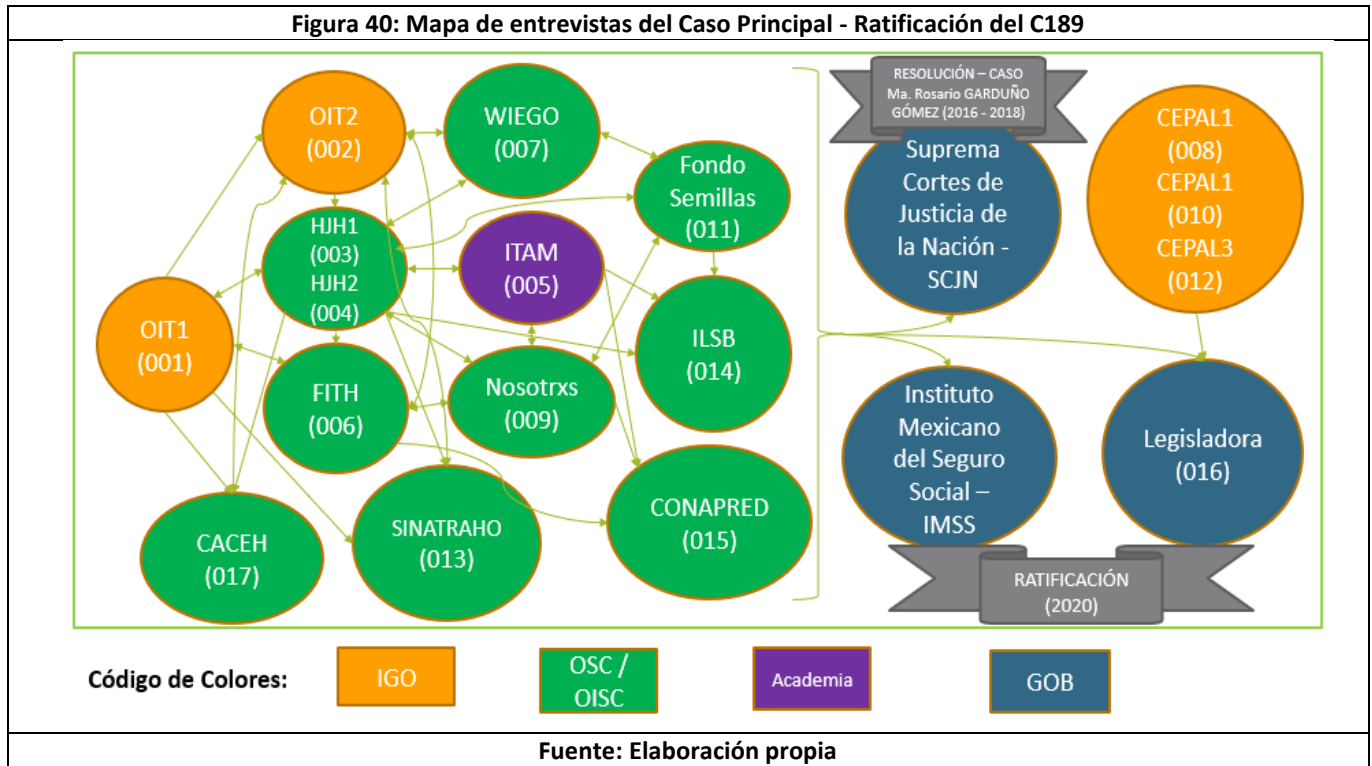 Figura 40: Mapa de entrevistas del Caso Principal - Ratificación del C189
OIT2
(002)
WIEGO
(007)
Fondo
Semillas
(011)
HJH1
(003)
HJH2
(004)
ITAM
(005)
OIT1
(001)
ILSB
(014)
FITH
(006)
Nosotrxs
(009)
CACEH
(017)
SINATRAHO
(013)
CONAPRED
(015)
RESOLUCIÓN – CASO
Ma. Rosario GARDUÑO
GÓMEZ (2016 - 2018)
Suprema
Cortes de
Justicia de
la Nación -
SCJN
CEPAL1
(008)
CEPAL1
(010)
CEPAL3
(012)
Instituto
Mexicano
del Seguro
Social –
IMSS
Legisladora
(016)
RATIFICACIÓN
(2020)
Código de Colores:
IGO
OSC /
OISC
Academia
GOB
Fuente: Elaboración propia